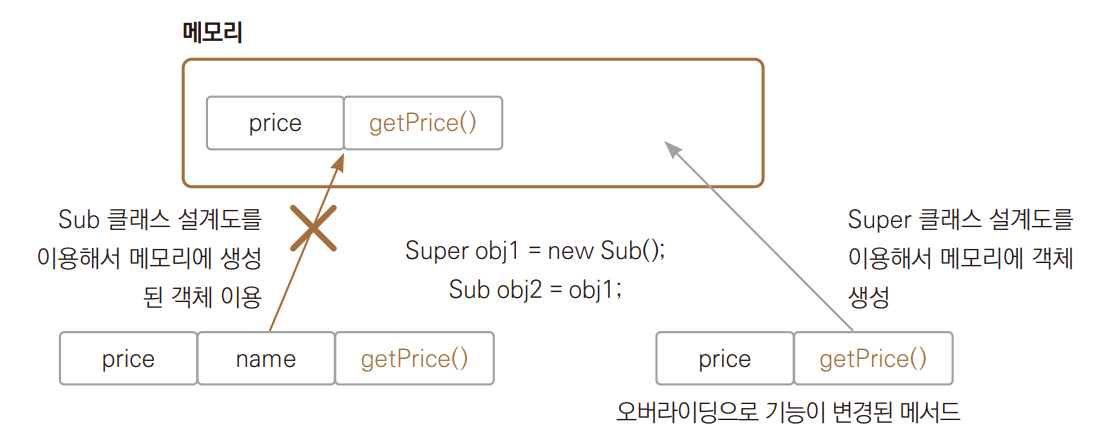 메모리
price
getPrice()
Sub 클래스 설계도를
이용해서 메모리에 생성
된 객체 이용
Super obj1 = new Sub();
Sub obj2 = obj1;
Super 클래스 설계도를
이용해서 메모리에 객체
생성
price
name
getPrice()
price
getPrice()
오버라이딩으로 기능이 변경된 메서드